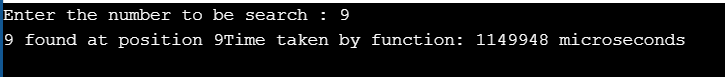 Enter the number to be search : 9
9 found at position 9Time taken by function: 1149948 microseconds